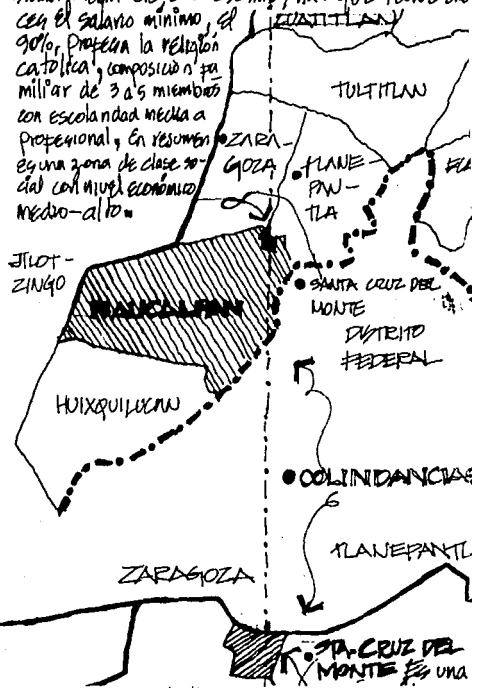 ces el salario mínimo, el
90%. Profesa la religión
católica, composición fa
miliar de 3 a 5 miembros
con escolaridad media a
profesional, En resumen
es una zona de clase so-
cial con nivel económico
medio-alto.
CUATITLAN
TULTITLAN
ZARA-
GOZA
TLANE-
PAN-
TLA
JILOT-
ZINGO
NAUCALPAN
SANTA CRUZ DEL
MONTE
DISTRITO
FEDERAL
HUIXQUILUCAN
COLINDANCIAS
TLANEPANTL
ZARAGOZA
STA. CRUZ DEL
MONTE Es una